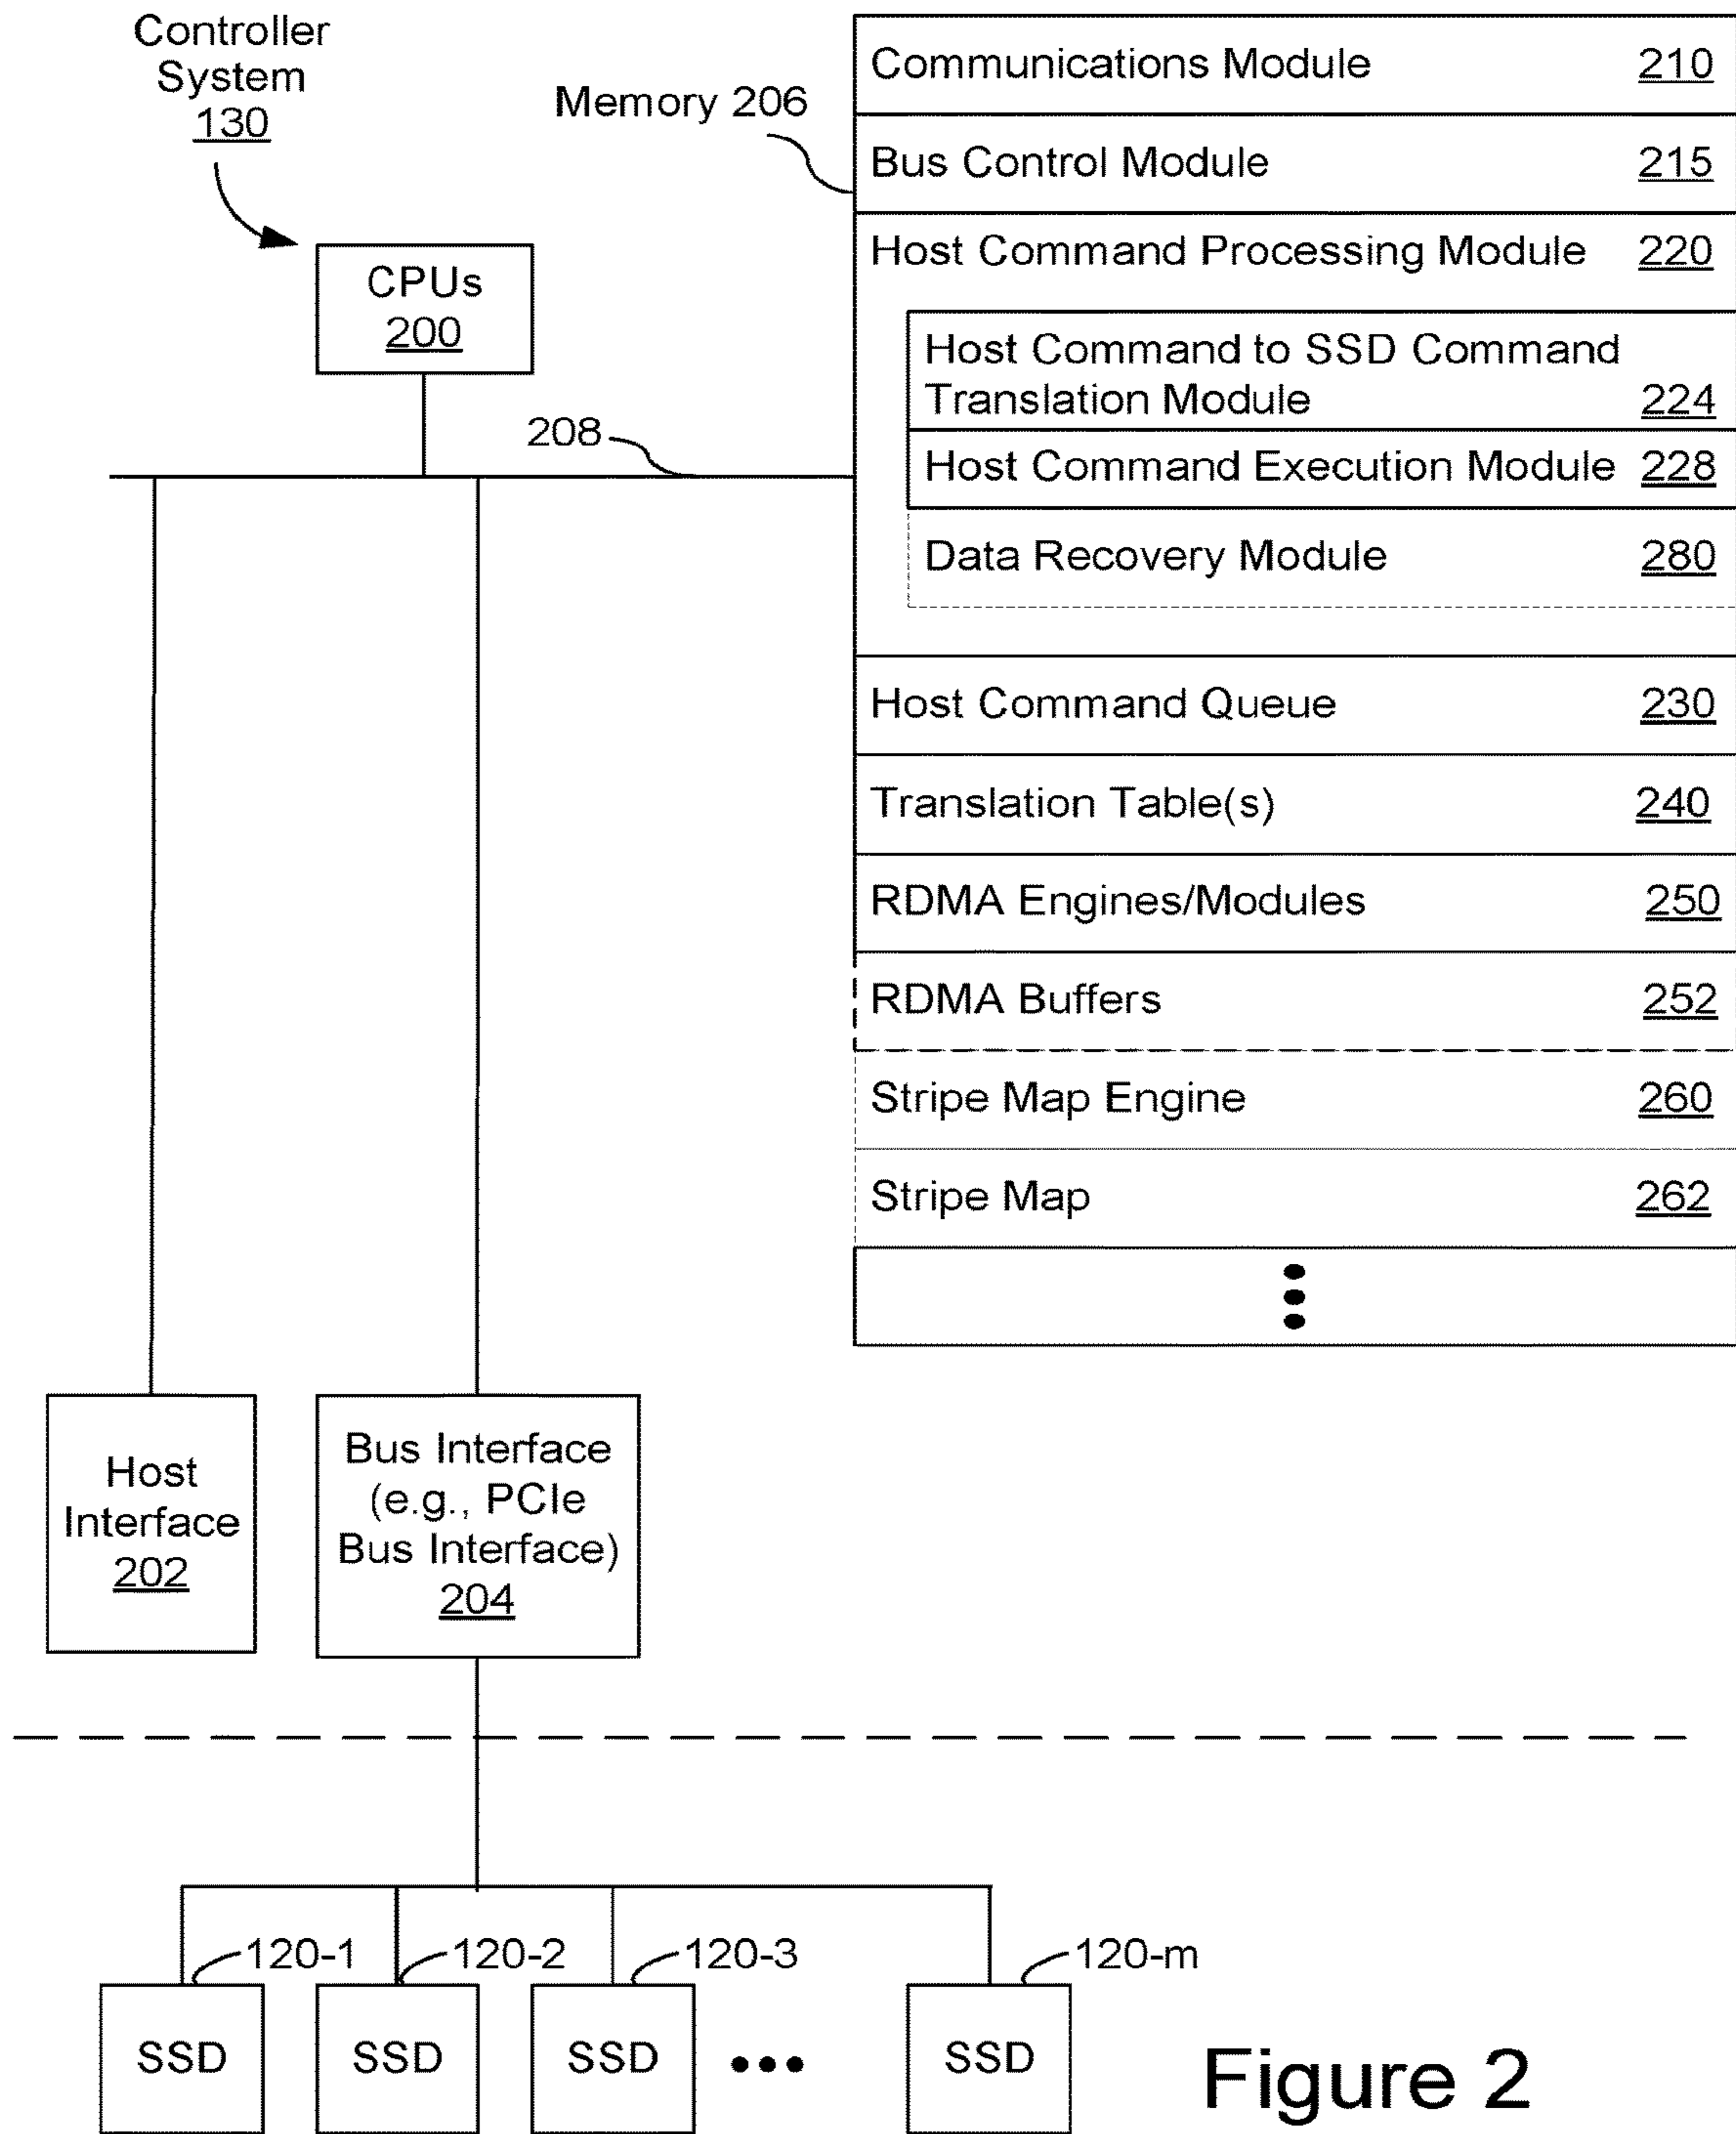 Controller
System
130
Memory 206
CPUs
200
208
Communications Module 210
Bus Control Module 215
Host Command Processing Module 220
Host Command to SSD Command
Translation Module 224
Host Command Execution Module 228
Data Recovery Module 280
Host Command Queue 230
Translation Table(s) 240
RDMA Engines/Modules 250
RDMA Buffers 252
Stripe Map Engine 260
Stripe Map 262
Host
Interface
202
Bus Interface
(e.g., PCIe
Bus Interface)
204
120-1
120-2
120-3
120-m
SSD
SSD
SSD
SSD
Figure 2